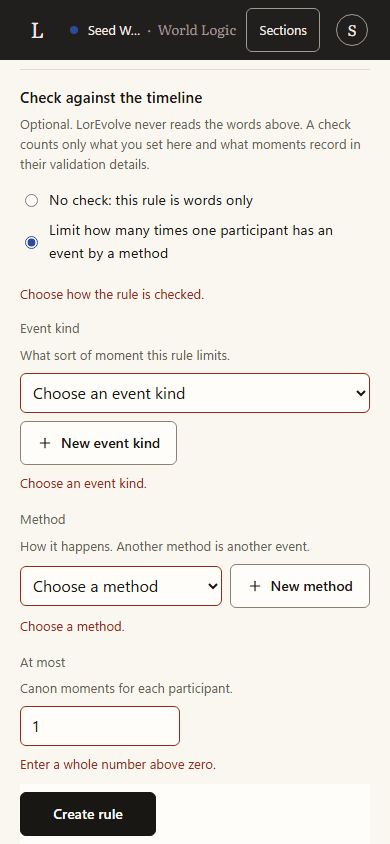 L
Seed W... · World Logic
Sections
S
Check against the timeline
Optional. LorEvolve never reads the words above. A check
counts only what you set here and what moments record in
their validation details.
No check: this rule is words only
Limit how many times one participant has an
event by a method
Choose how the rule is checked.
Event kind
What sort of moment this rule limits.
Choose an event kind
+ New event kind
Choose an event kind.
Method
How it happens. Another method is another event.
Choose a method
+ New method
Choose a method.
At most
Canon moments for each participant.
1
Enter a whole number above zero.
Create rule